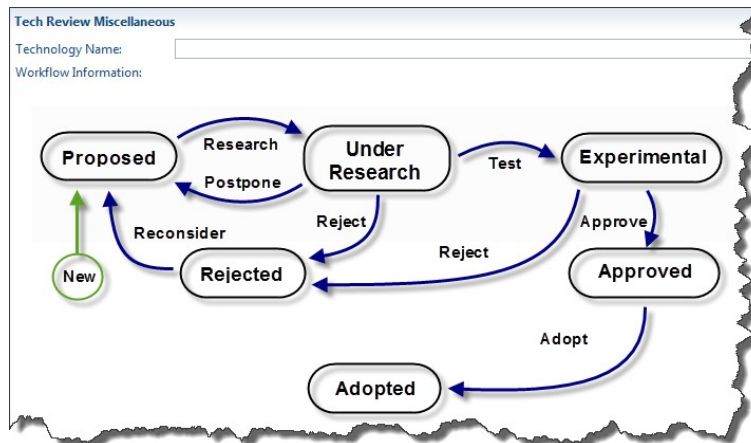 Tech Review Miscellaneous
Technology Name:
Workflow Information:
Proposed
Research
Postpone
Under
Research
Test
Experimental
Reconsider
Reject
Reject
Approve
New
Rejected
Approved
Adopt
Adopted